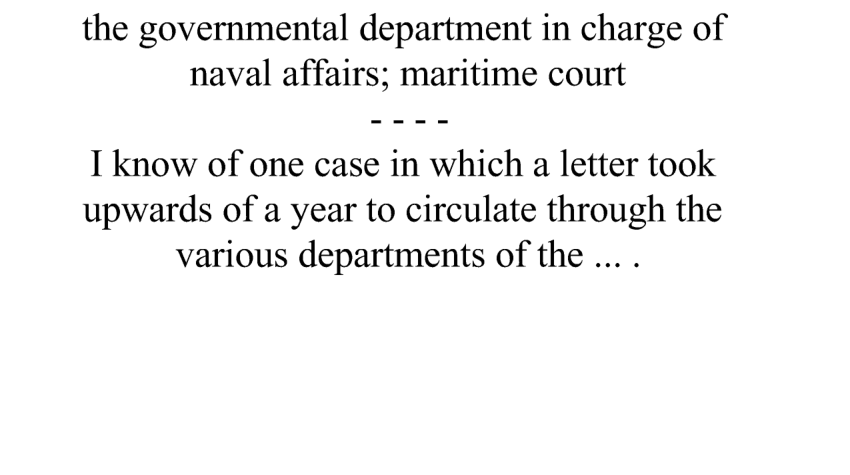 the governmental department in charge of
naval affairs; maritime court
- - - -
I know of one case in which a letter took
upwards of a year to circulate through the
various departments of the ... .